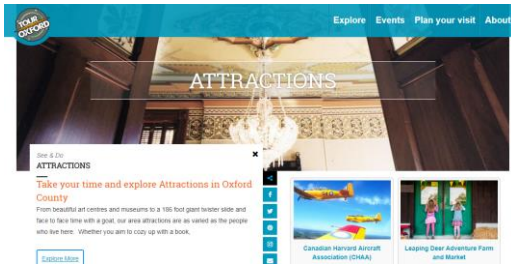 TOUR
OXFORD
Explore Events Plan your visit About
ATTRACTIONS
See & Do
ATTRACTIONS
Take your time and explore Attractions in Oxford
County
From beautiful art centres and museums to a 186 foot giant twister slide and
face to face time with a goat, our area attractions are as varied as the people
who live here. Whether you aim to cozy up with a book,
Explore More
Canadian Harvard Aircraft
Association (CHAA)
Leaping Deer Adventure Farm
and Market